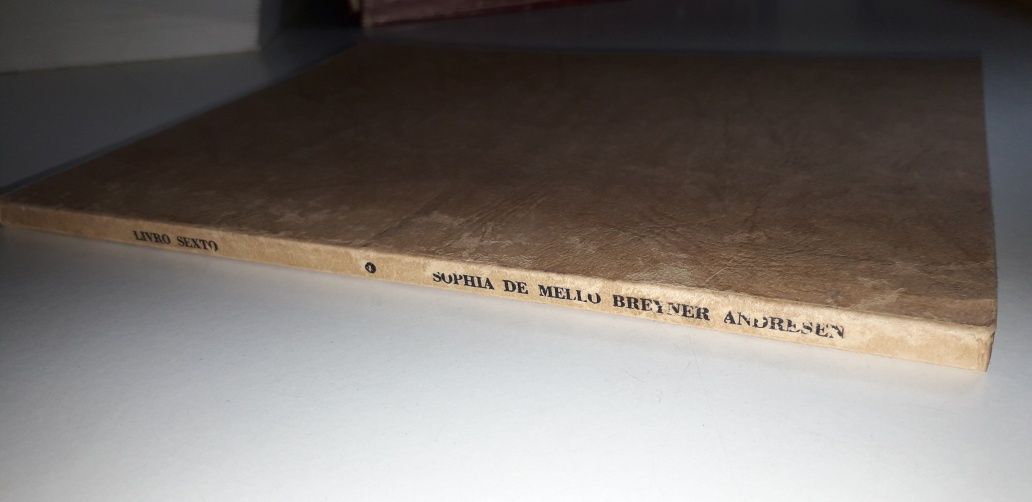 LIVRO SEXTO
SOPHIA DE MELLO BREYNER ANDRESEN